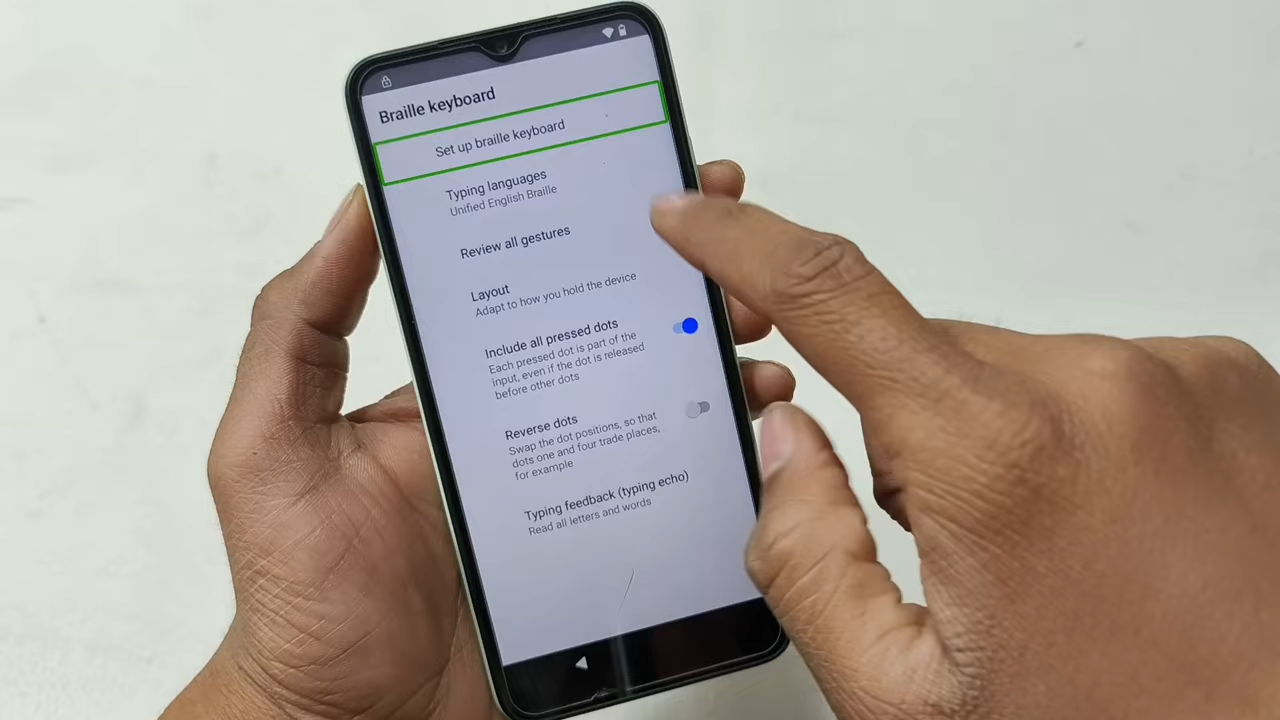 Braille keyboard
Set up braille keyboard
Typing languages
Unified English Braille
Review all gestures
Layout
Adapt to how you hold the device
Include all pressed dots
Each pressed dot is part of the
input, even if the dot is released
before other dots
Reverse dots
Swap the dot positions, so that
dots one and four trade places,
for example
Typing feedback (typing echo)
Read all letters and words